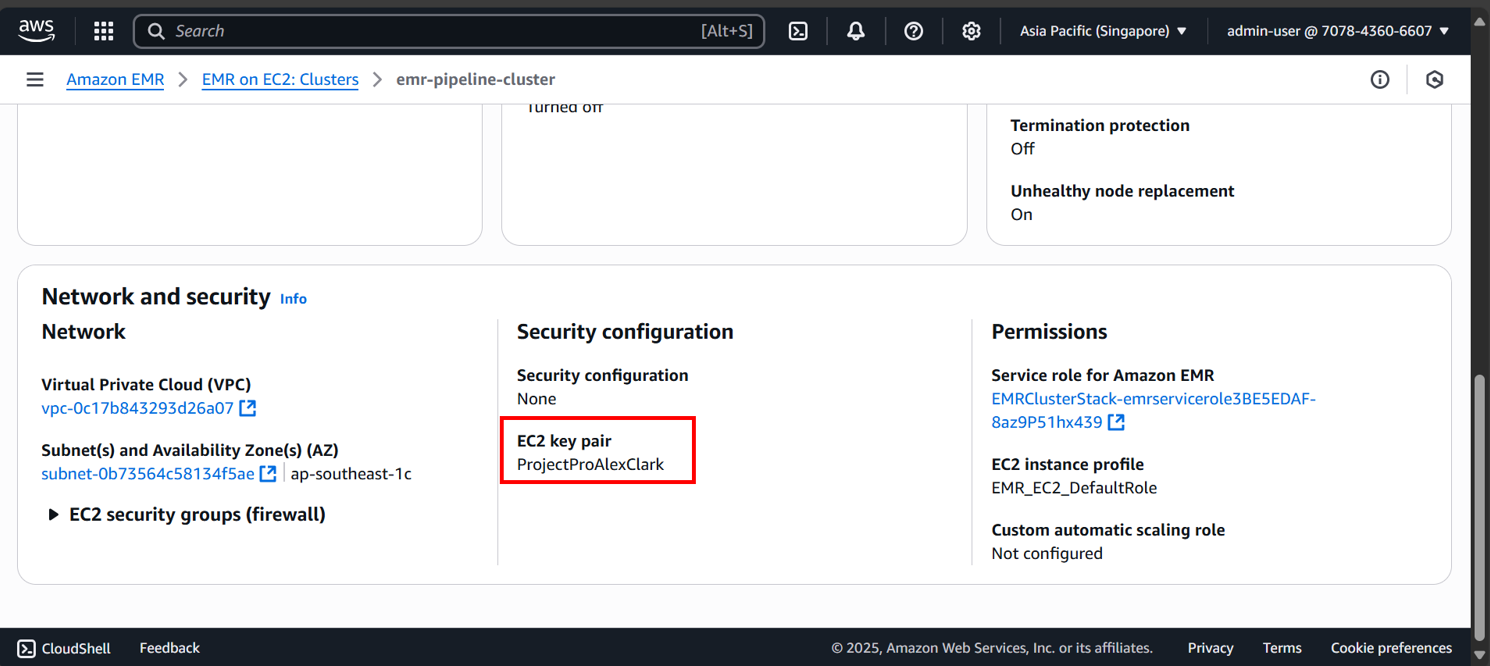 aws
Search [Alt+S]
Asia Pacific (Singapore)
admin-user @ 7078-4360-6607
Amazon EMR
EMR on EC2: Clusters
emr-pipeline-cluster
Turned off
Termination protection
Off
Unhealthy node replacement
On
Network and security Info
Network
Virtual Private Cloud (VPC)
vpc-0c17b843293d26a07
Subnet(s) and Availability Zone(s) (AZ)
subnet-0b73564c58134f5ae ap-southeast-1c
EC2 security groups (firewall)
Security configuration
Security configuration
None
EC2 key pair
ProjectProAlexClark
Permissions
Service role for Amazon EMR
EMRClusterStack-emrservicerole3BE5EDAF-
8az9P51hx439
EC2 instance profile
EMR_EC2_DefaultRole
Custom automatic scaling role
Not configured
CloudShell
Feedback
© 2025, Amazon Web Services, Inc. or its affiliates.
Privacy
Terms
Cookie preferences